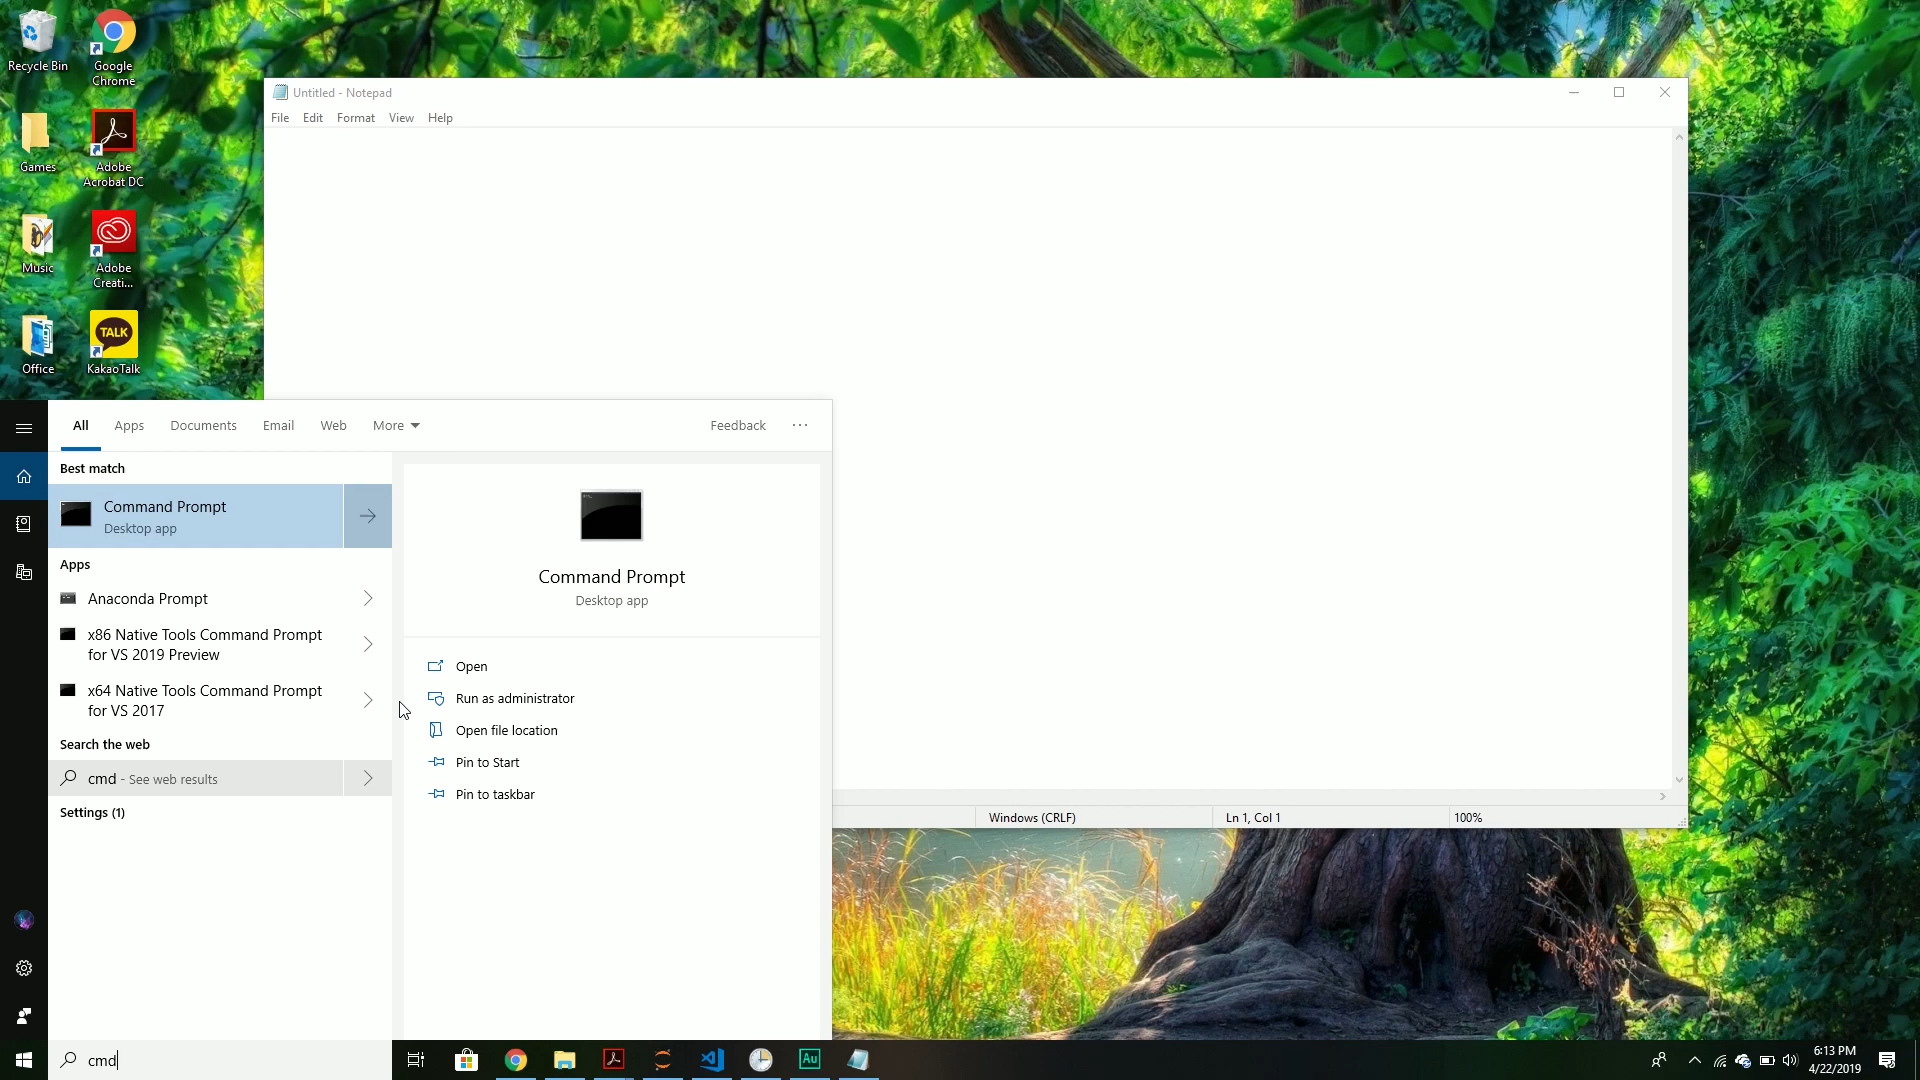 Recycle Bin
Google
Chrome
Games
Adobe
Acrobat DC
Music
Adobe
Creati...
Office
TALK
KakaoTalk
Untitled - Notepad
File Edit Format View Help
Windows (CRLF) Ln 1, Col 1 100%
All Apps Documents Email Web More Feedback ...
Best match
Command Prompt
Desktop app
Apps
Anaconda Prompt
x86 Native Tools Command Prompt
for VS 2019 Preview
x64 Native Tools Command Prompt
for VS 2017
Search the web
cmd - See web results
Settings (1)
Command Prompt
Desktop app
Open
Run as administrator
Open file location
Pin to Start
Pin to taskbar
cmd
Au
6:13 PM
4/22/2019